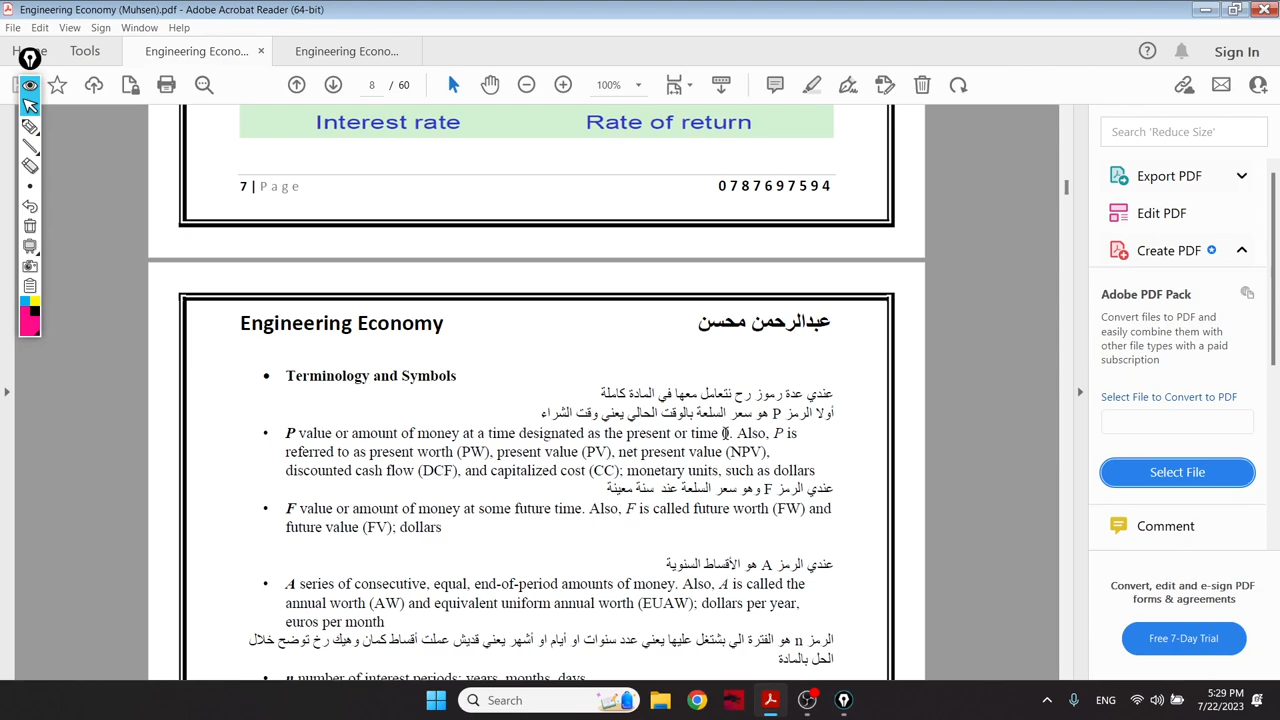 Engineering Economy (Muhsen).pdf - Adobe Acrobat Reader (64-bit)
File Edit View Sign Window Help
Home Tools Engineering Econo... × Engineering Econo... Sign In
8 / 60 100%
Interest rate Rate of return
7 | Page 0787697594
Engineering Economy عبدالرحمن محسن
• Terminology and Symbols
عندي عدة رموز رح نتعامل معها في المادة كاملة
أولا الرمز P هو سعر السلعة بالوقت الحالي يعني وقت الشراء
• P value or amount of money at a time designated as the present or time 0. Also, P is
referred to as present worth (PW), present value (PV), net present value (NPV),
discounted cash flow (DCF), and capitalized cost (CC); monetary units, such as dollars
عندي الرمز F وهو سعر السلعة عند سنة معينة
• F value or amount of money at some future time. Also, F is called future worth (FW) and
future value (FV); dollars
عندي الرمز A هو الأقساط السنوية
• A series of consecutive, equal, end-of-period amounts of money. Also, A is called the
annual worth (AW) and equivalent uniform annual worth (EUAW); dollars per year,
euros per month
الرمز n هو الفترة الي بشتغل عليها يعني عدد سنوات او أيام او أشهر يعني قديش عملت أقساط كمان وهيك رخ توضح خلال
الحل بالمادة
• n number of interest periods; years, months, days
Search 'Reduce Size'
Export PDF
Edit PDF
Create PDF
Adobe PDF Pack
Convert files to PDF and
easily combine them with
other file types with a paid
subscription
Select File to Convert to PDF
Select File
Comment
Convert, edit and e-sign PDF
forms & agreements
Free 7-Day Trial
Search
ENG
5:29 PM
7/22/2023